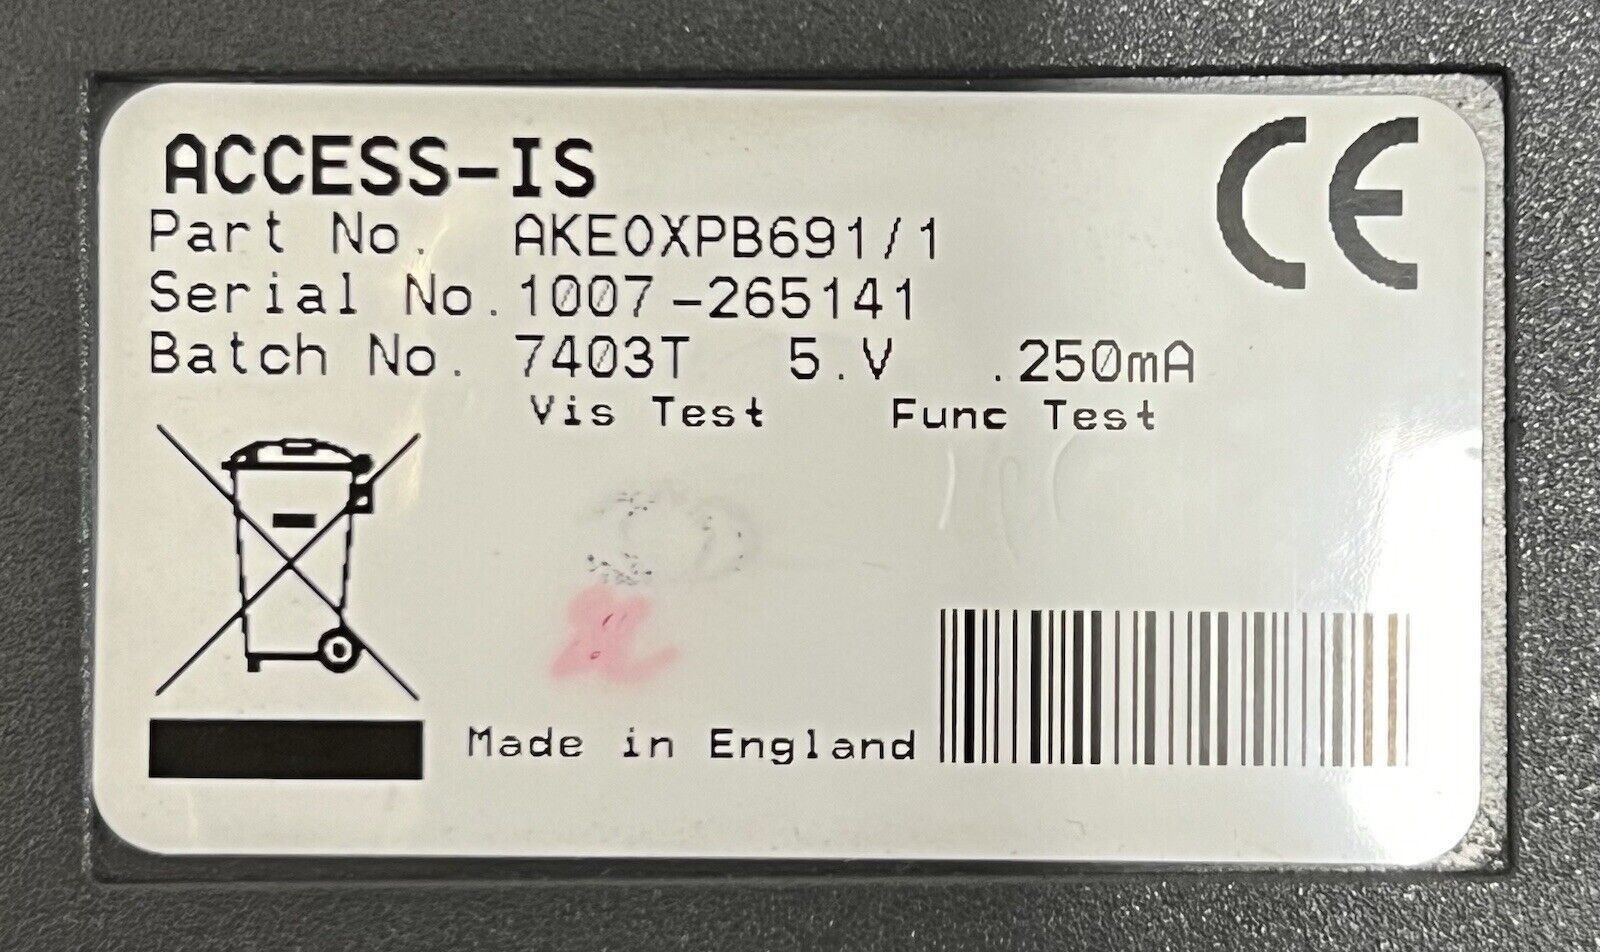 ACCESS-IS
Part No. AKE0XPB691/1
Serial No. 1007-265141
Batch No. 7403T 5.V .250mA
Vis Test Func Test
Made in England
CE